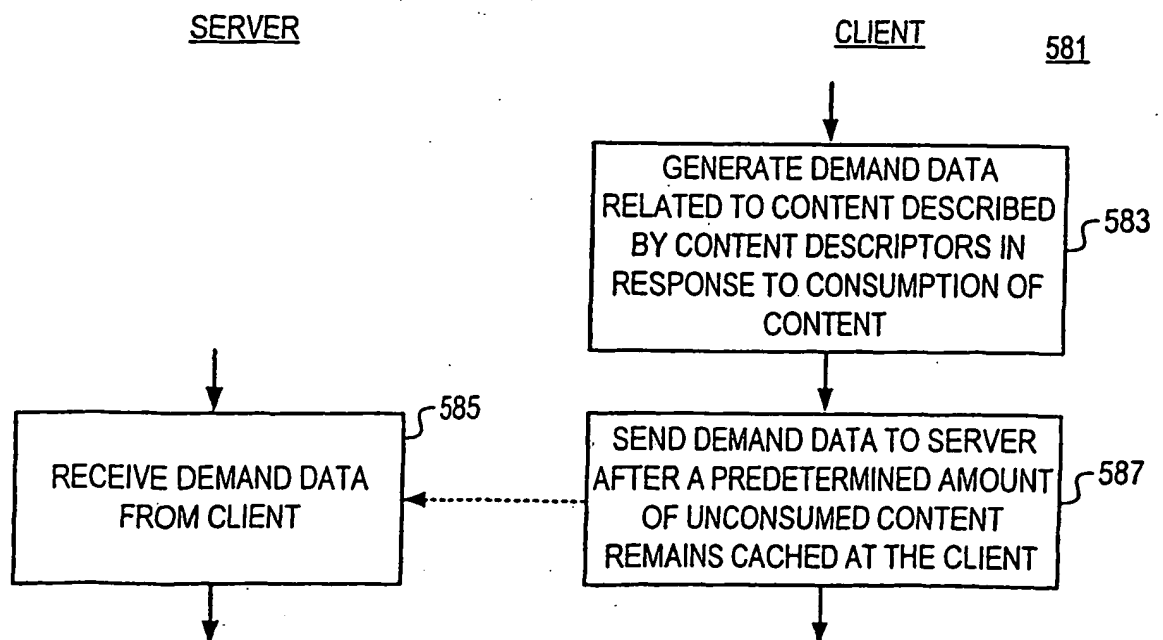 SERVER
CLIENT
581
GENERATE DEMAND DATA
RELATED TO CONTENT DESCRIBED
BY CONTENT DESCRIPTORS IN
RESPONSE TO CONSUMPTION OF
CONTENT
583
RECEIVE DEMAND DATA
FROM CLIENT
585
SEND DEMAND DATA TO SERVER
AFTER A PREDETERMINED AMOUNT
OF UNCONSUMED CONTENT
REMAINS CACHED AT THE CLIENT
587